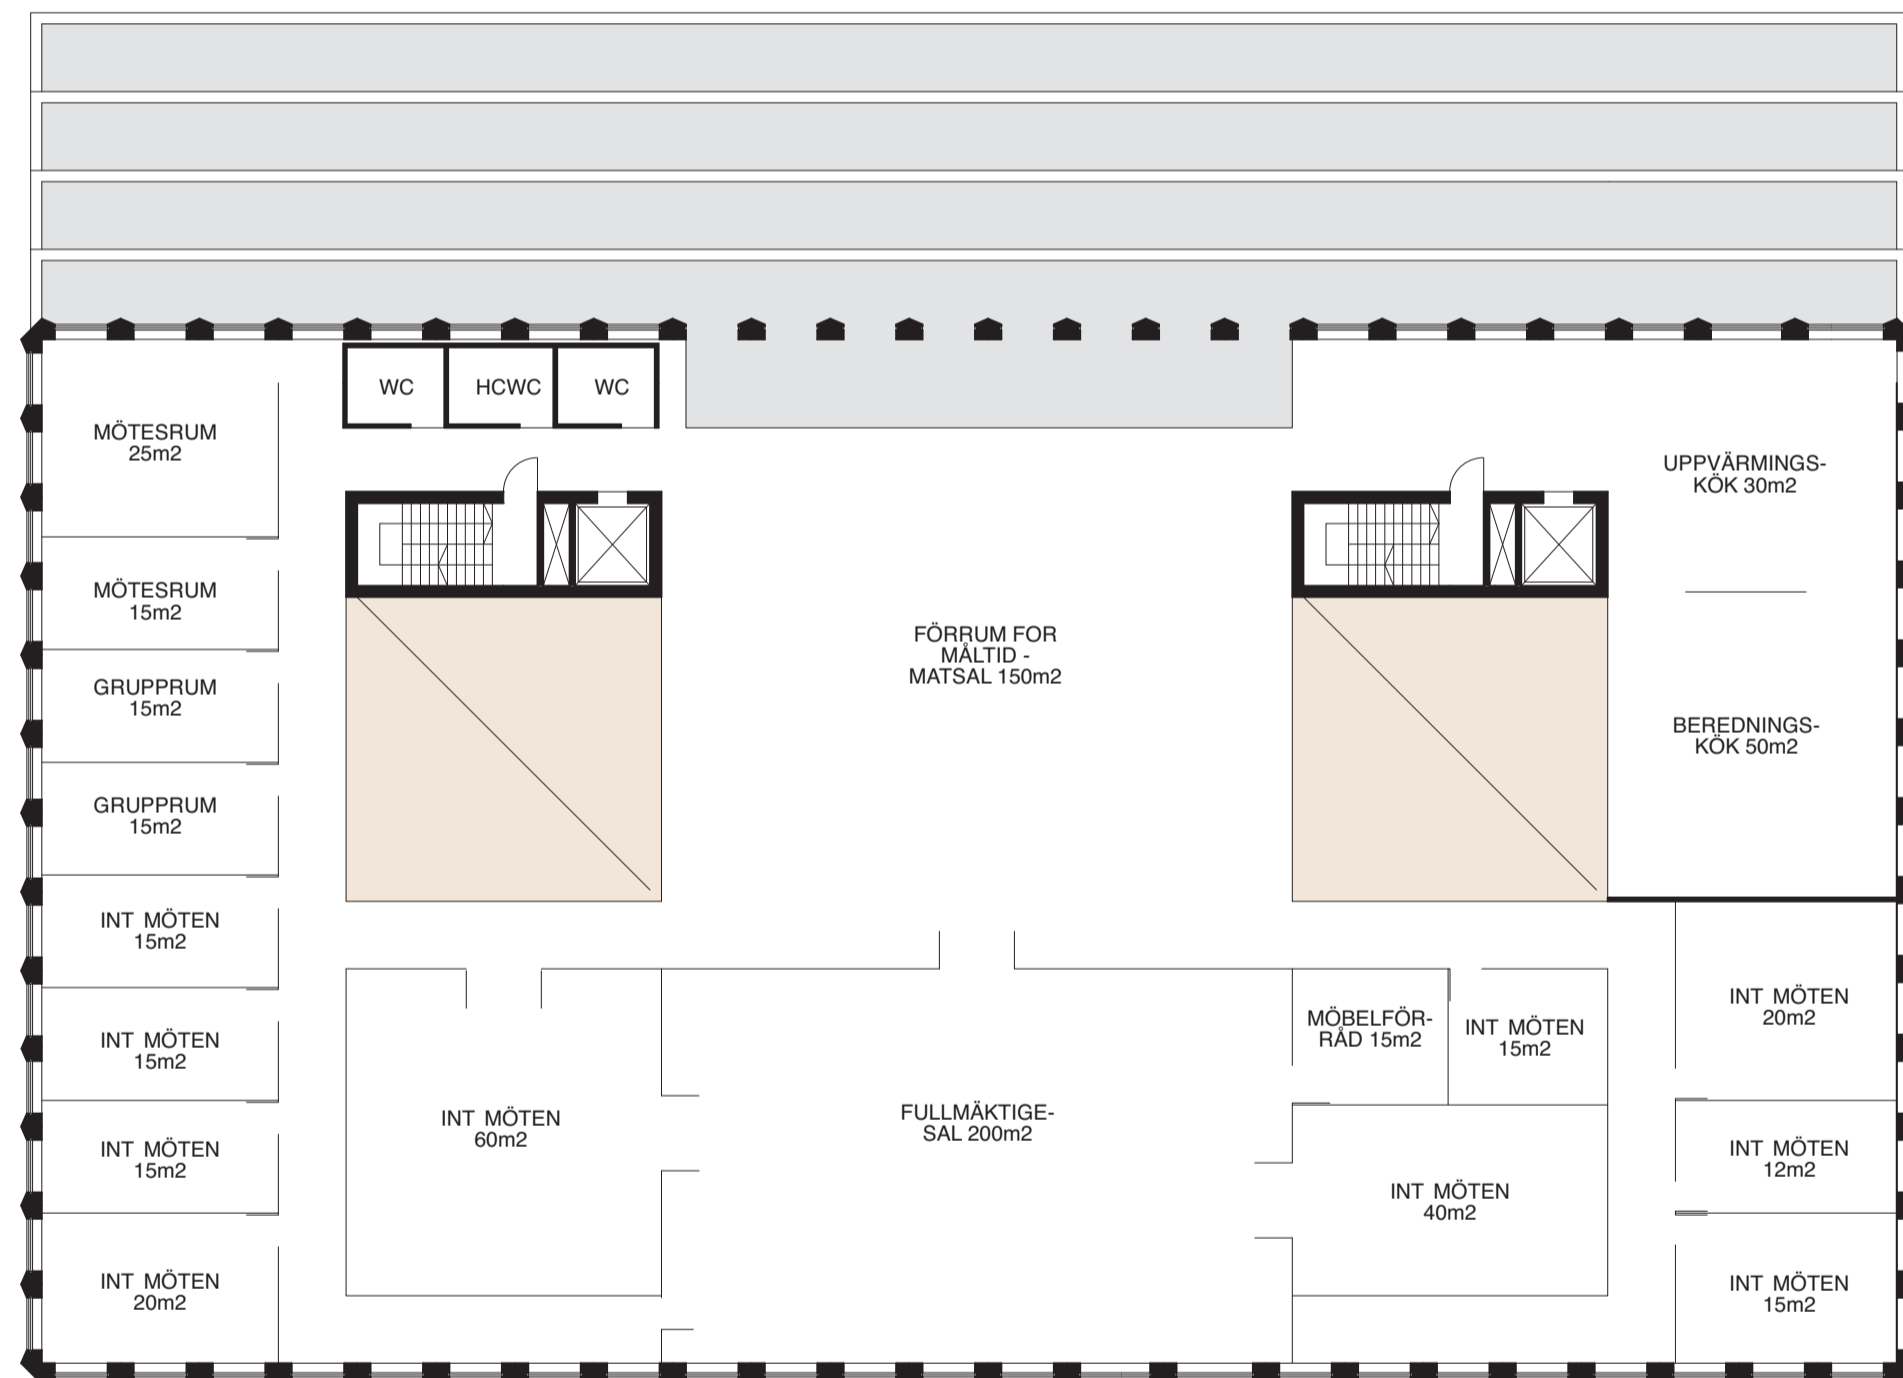 WC
HCWC
WC
MÖTESRUM
25m2
UPPVÄRMINGS-
KÖK 30m2
MÖTESRUM
15m2
FÖRRUM FOR
MÅLTID -
MATSAL 150m2
GRUPPRUM
15m2
BEREDNINGS-
KÖK 50m2
GRUPPRUM
15m2
INT MÖTEN
15m2
INT MÖTEN
20m2
MÖBELFÖR-
RÅD 15m2
INT MÖTEN
15m2
INT MÖTEN
15m2
INT MÖTEN
60m2
FULLMÄKTIGE-
SAL 200m2
INT MÖTEN
15m2
INT MÖTEN
12m2
INT MÖTEN
40m2
INT MÖTEN
20m2
INT MÖTEN
15m2